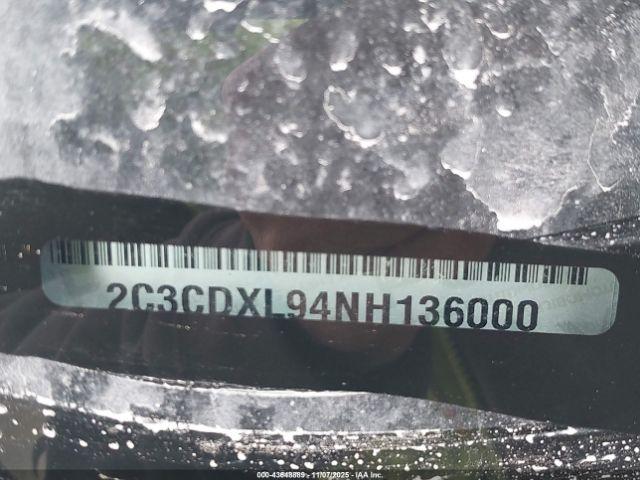 2C3CDXL94NH136000
000-43648889 - 11/07/2025 - IAA Inc.